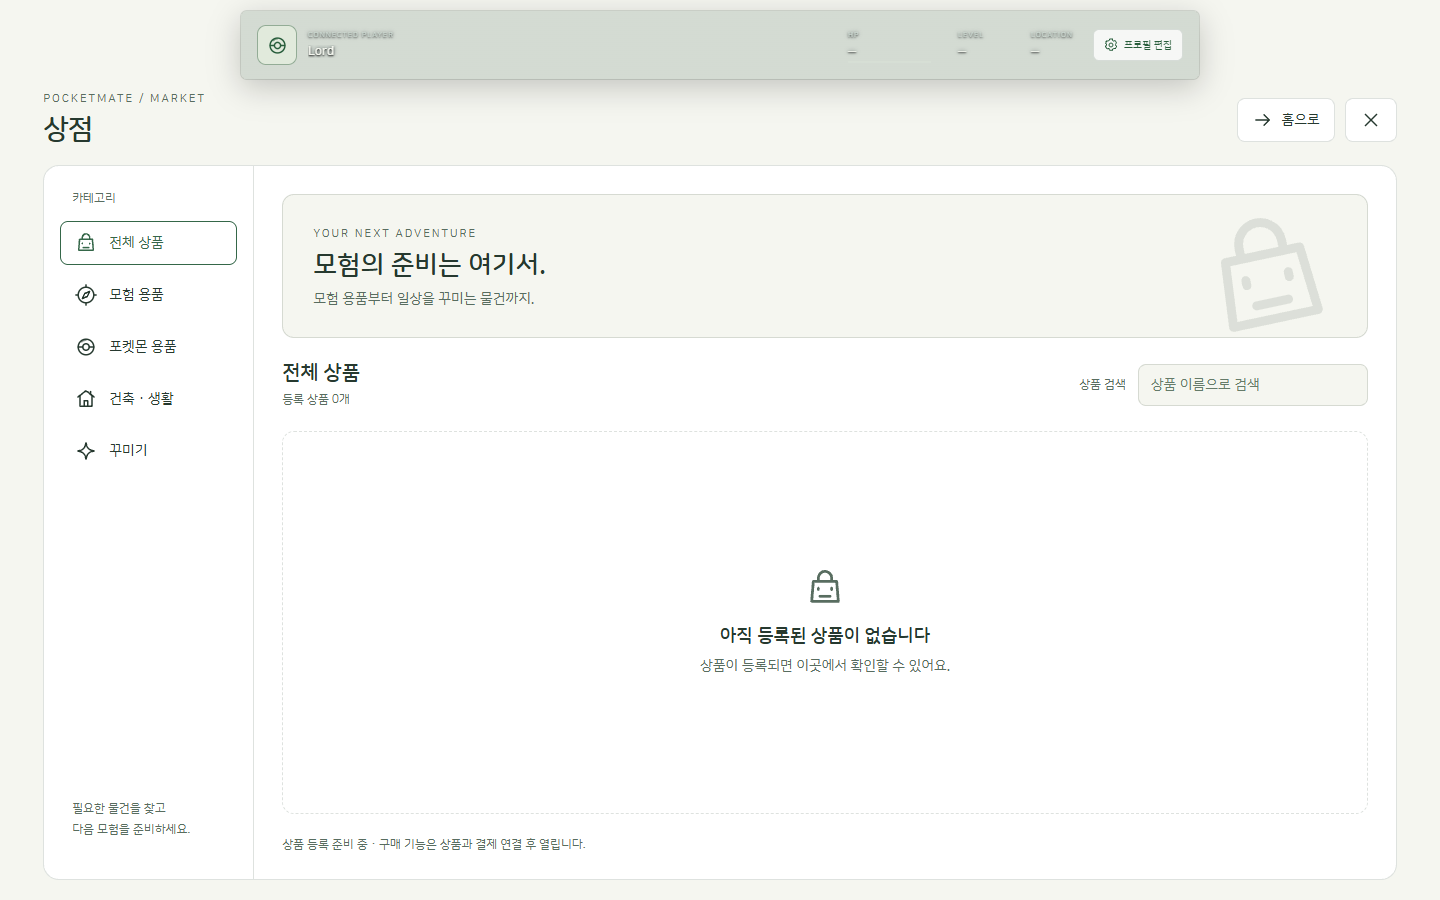 CONNECTED PLAYER
Lord
HP
—
LEVEL
—
LOCATION
—
프로필 편집
POCKETMATE / MARKET
상점
홈으로
카테고리
전체 상품
모험 용품
포켓몬 용품
건축 · 생활
꾸미기
필요한 물건을 찾고
다음 모험을 준비하세요.
YOUR NEXT ADVENTURE
모험의 준비는 여기서.
모험 용품부터 일상을 꾸미는 물건까지.
전체 상품
등록 상품 0개
상품 검색
상품 이름으로 검색
아직 등록된 상품이 없습니다
상품이 등록되면 이곳에서 확인할 수 있어요.
상품 등록 준비 중 · 구매 기능은 상품과 결제 연결 후 열립니다.